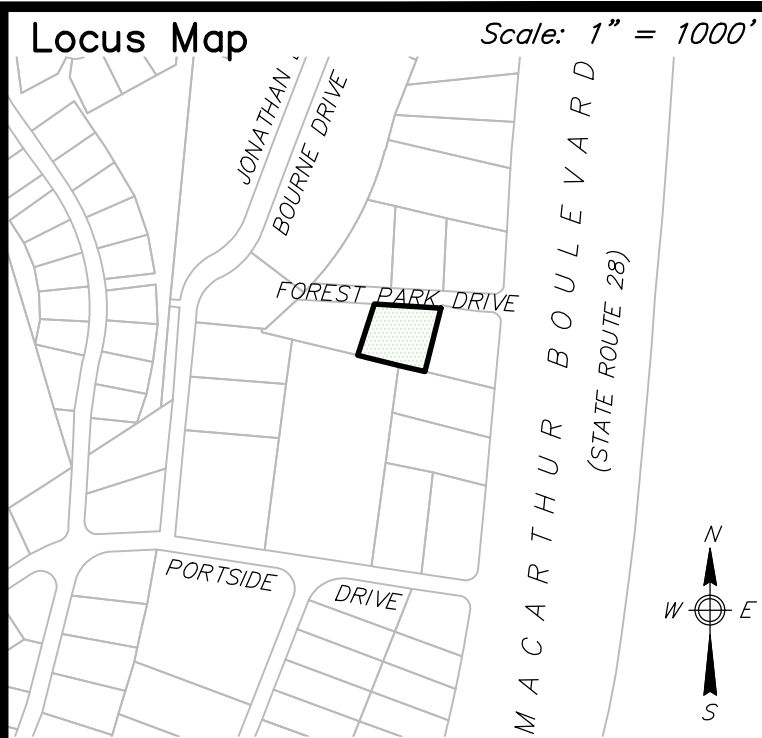 Locus Map
Scale: 1" = 1000'
JONATHAN
BOURNE DRIVE
FOREST PARK DRIVE
MACARTHUR BOULEVARD
(STATE ROUTE 28)
PORTSIDE
DRIVE
N
W E
S